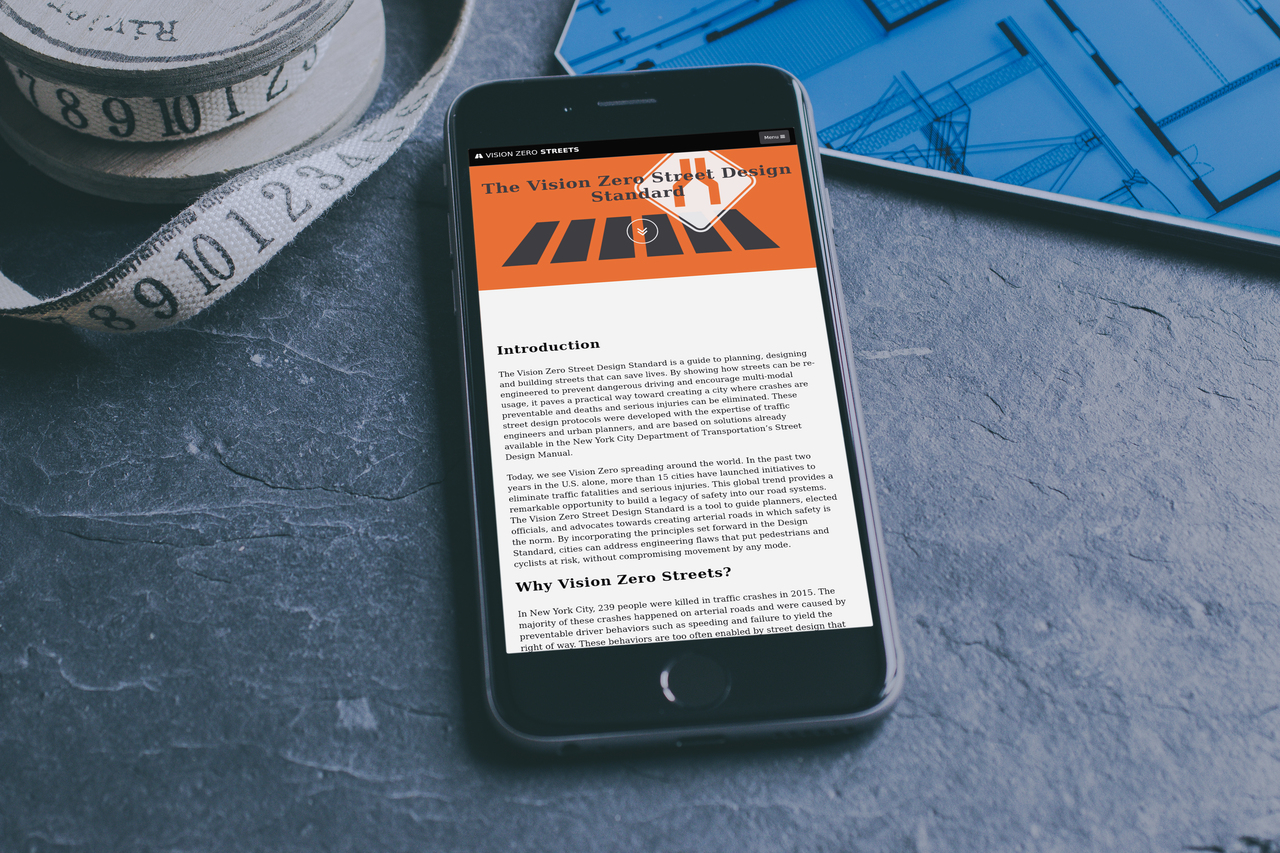 Rivion
7 8 9 10 1 2 3
8 9 10 1 2 3 4
VISION ZERO STREETS
Menu
The Vision Zero Street Design
Standard
Introduction
The Vision Zero Street Design Standard is a guide to planning, designing
and building streets that can save lives. By showing how streets can be re-
engineered to prevent dangerous driving and encourage multi-modal
usage, it paves a practical way toward creating a city where crashes are
preventable and deaths and serious injuries can be eliminated. These
street design protocols were developed with the expertise of traffic
engineers and urban planners, and are based on solutions already
available in the New York City Department of Transportation's Street
Design Manual.
Today, we see Vision Zero spreading around the world. In the past two
years in the U.S. alone, more than 15 cities have launched initiatives to
eliminate traffic fatalities and serious injuries. This global trend provides a
remarkable opportunity to build a legacy of safety into our road systems.
The Vision Zero Street Design Standard is a tool to guide planners, elected
officials, and advocates towards creating arterial roads in which safety is
the norm. By incorporating the principles set forward in the Design
Standard, cities can address engineering flaws that put pedestrians and
cyclists at risk, without compromising movement by any mode.
Why Vision Zero Streets?
In New York City, 239 people were killed in traffic crashes in 2015. The
majority of these crashes happened on arterial roads and were caused by
preventable driver behaviors such as speeding and failure to yield the
right of way. These behaviors are too often enabled by street design that